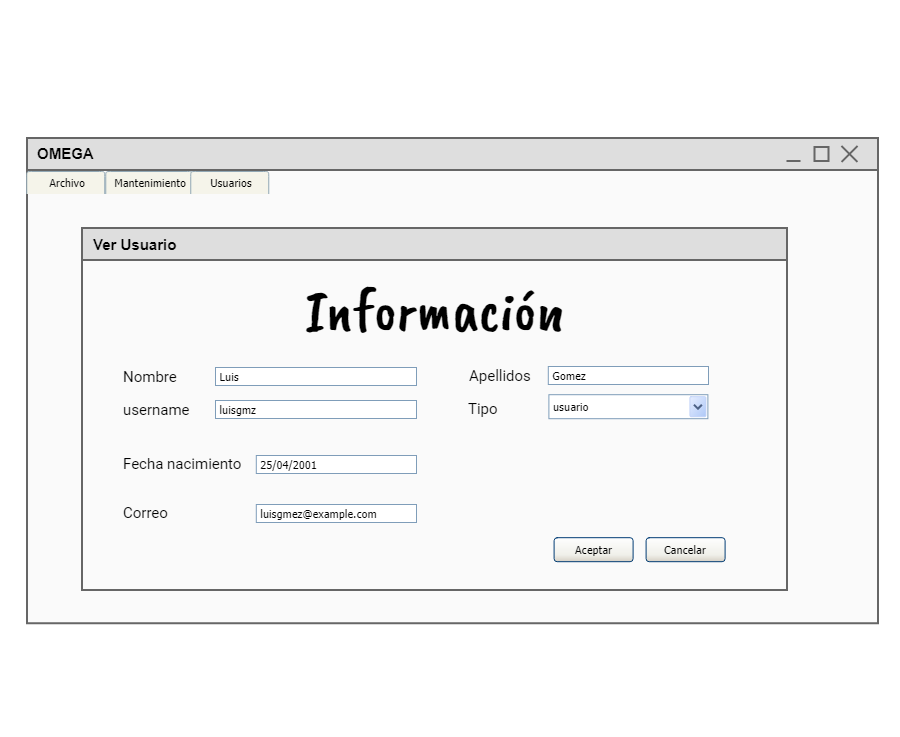 OMEGA
Archivo Mantenimiento Usuarios
Ver Usuario
Información
Nombre Luis Apellidos Gomez
username luisgmz Tipo usuario
Fecha nacimiento 25/04/2001
Correo luisgmez@example.com
Aceptar Cancelar